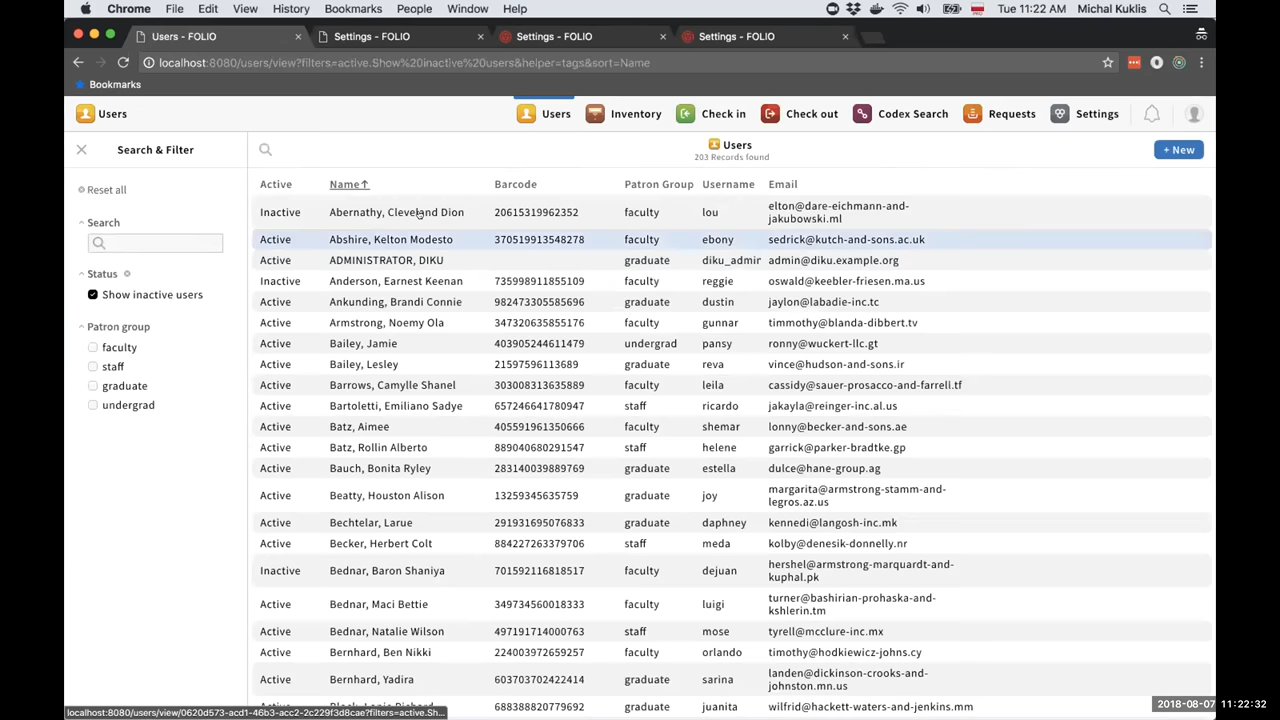 Chrome File Edit View History Bookmarks People Window Help Tue 11:22 AM Michal Kuklis
Users - FOLIO Settings - FOLIO Settings - FOLIO Settings - FOLIO
localhost:8080/users/view?filters=active.Show%20inactive%20users&helper=tags&sort=Name
Bookmarks
Users Users Inventory Check in Check out Codex Search Requests Settings
Search & Filter
Reset all
Search
Status
Show inactive users
Patron group
faculty
staff
graduate
undergrad
Users
203 Records found
+ New
Active Name↑ Barcode Patron Group Username Email
Inactive Abernathy, Cleveland Dion 20615319962352 faculty lou elton@dare-eichmann-and-
jakubowski.ml
Active Abshire, Kelton Modesto 370519913548278 faculty ebony sedrick@kutch-and-sons.ac.uk
Active ADMINISTRATOR, DIKU graduate diku_admin admin@diku.example.org
Inactive Anderson, Earnest Keenan 735998911855109 faculty reggie oswald@keebler-friesen.ma.us
Active Ankunding, Brandi Connie 982473305585696 graduate dustin jaylon@labadie-inc.tc
Active Armstrong, Noemy Ola 347320635855176 faculty gunnar timmothy@blanda-dibbert.tv
Active Bailey, Jamie 403905244611479 undergrad pansy ronny@wuckert-llc.gt
Active Bailey, Lesley 21597596113689 graduate reva vince@hudson-and-sons.ir
Active Barrows, Camylle Shanel 303008313635889 faculty leila cassidy@sauer-prosacco-and-farrell.tf
Active Bartoletti, Emiliano Sadye 657246641780947 staff ricardo jakayla@reinger-inc.al.us
Active Batz, Aimee 405591961350666 faculty shemar lonny@becker-and-sons.ae
Active Batz, Rollin Alberto 889040680291547 staff helene garrick@parker-bradtke.gp
Active Bauch, Bonita Ryley 283140039889769 graduate estella dulce@hane-group.ag
Active Beatty, Houston Alison 13259345635759 graduate joy margarita@armstrong-stamm-and-
legros.az.us
Active Bechtelar, Larue 291931695076833 graduate daphney kennedi@langosh-inc.mk
Active Becker, Herbert Colt 884227263379706 staff meda kolby@denesik-donnelly.nr
Inactive Bednar, Baron Shaniya 701592116818517 faculty dejuan hershel@armstrong-marquardt-and-
kuphal.pk
Active Bednar, Maci Bettie 349734560018333 faculty luigi turner@bashirian-prohaska-and-
kshlerin.tm
Active Bednar, Natalie Wilson 497191714000763 staff mose tyrell@mcclure-inc.mx
Active Bernhard, Ben Nikki 224003972659257 faculty orlando timothy@hodkiewicz-johns.cy
Active Bernhard, Yadira 603703702422414 graduate sarina landen@dickinson-crooks-and-
johnston.mn.us
688388820779692 graduate juanita wilfrid@hackett-waters-and-jenkins.mm
localhost:8080/users/view/0620d573-acd1-46b3-acc2-2c229f3d8cae?filters=active.Sh...
2018-08-07 11:22:32